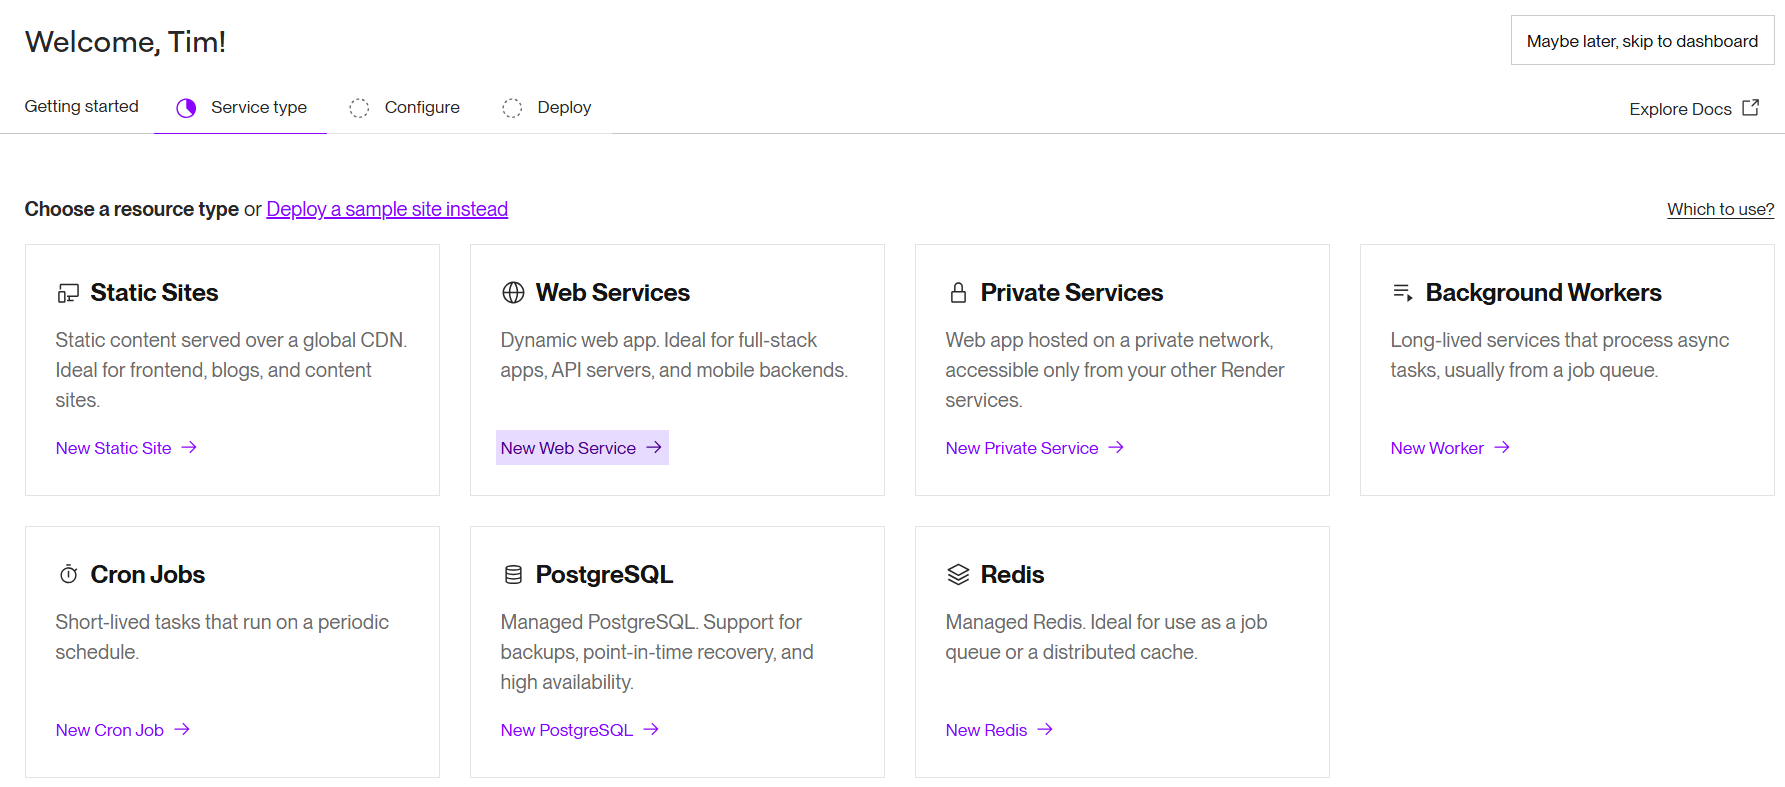 Welcome, Tim!
Maybe later, skip to dashboard
Getting started
Service type
Configure
Deploy
Explore Docs
Choose a resource type or Deploy a sample site instead
Which to use?
Static Sites
Static content served over a global CDN.
Ideal for frontend, blogs, and content
sites.
New Static Site
Web Services
Dynamic web app. Ideal for full-stack
apps, API servers, and mobile backends.
New Web Service
Private Services
Web app hosted on a private network,
accessible only from your other Render
services.
New Private Service
Background Workers
Long-lived services that process async
tasks, usually from a job queue.
New Worker
Cron Jobs
Short-lived tasks that run on a periodic
schedule.
New Cron Job
PostgreSQL
Managed PostgreSQL. Support for
backups, point-in-time recovery, and
high availability.
New PostgreSQL
Redis
Managed Redis. Ideal for use as a job
queue or a distributed cache.
New Redis